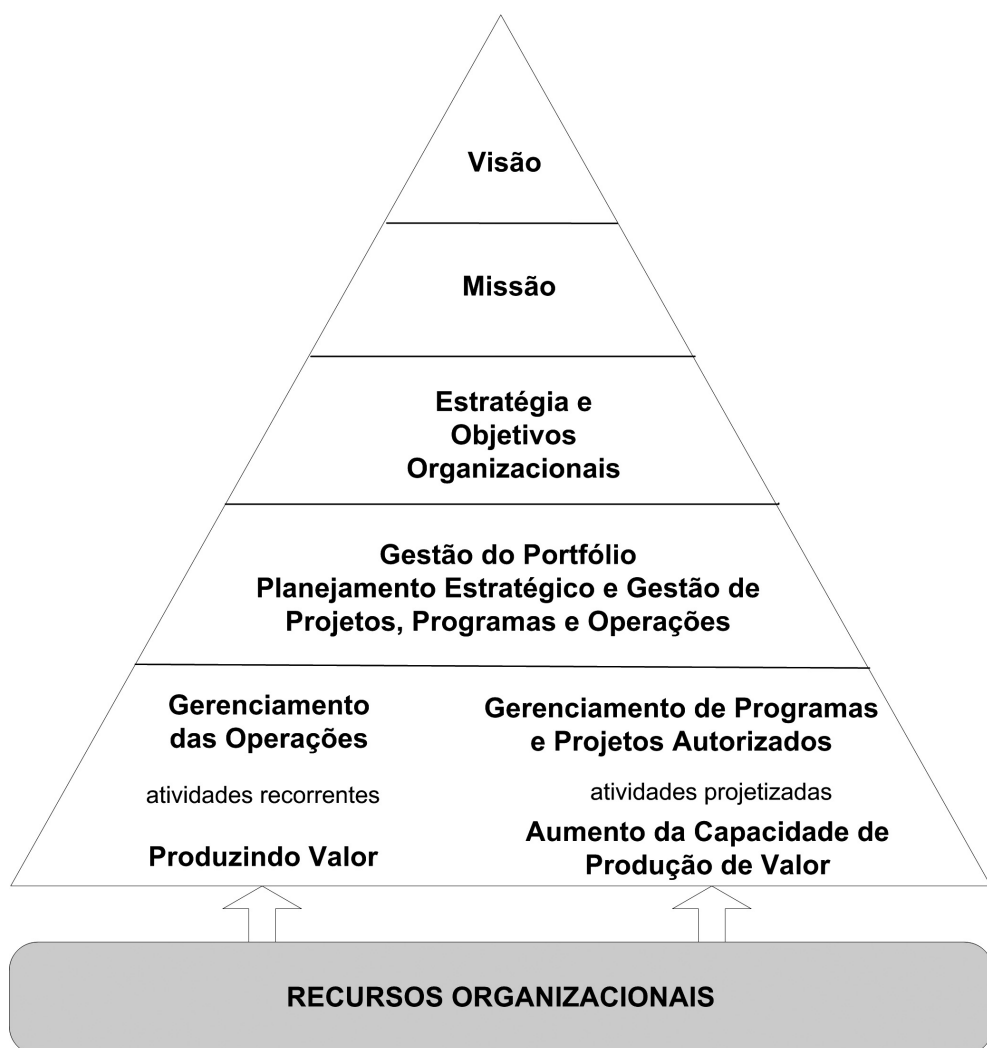 Visão
Missão
Estratégia e
Objetivos
Organizacionais
Gestão do Portfólio
Planejamento Estratégico e Gestão de
Projetos, Programas e Operações
Gerenciamento
das Operações
atividades recorrentes
Produzindo Valor
Gerenciamento de Programas
e Projetos Autorizados
atividades projetizadas
Aumento da Capacidade de
Produção de Valor
RECURSOS ORGANIZACIONAIS